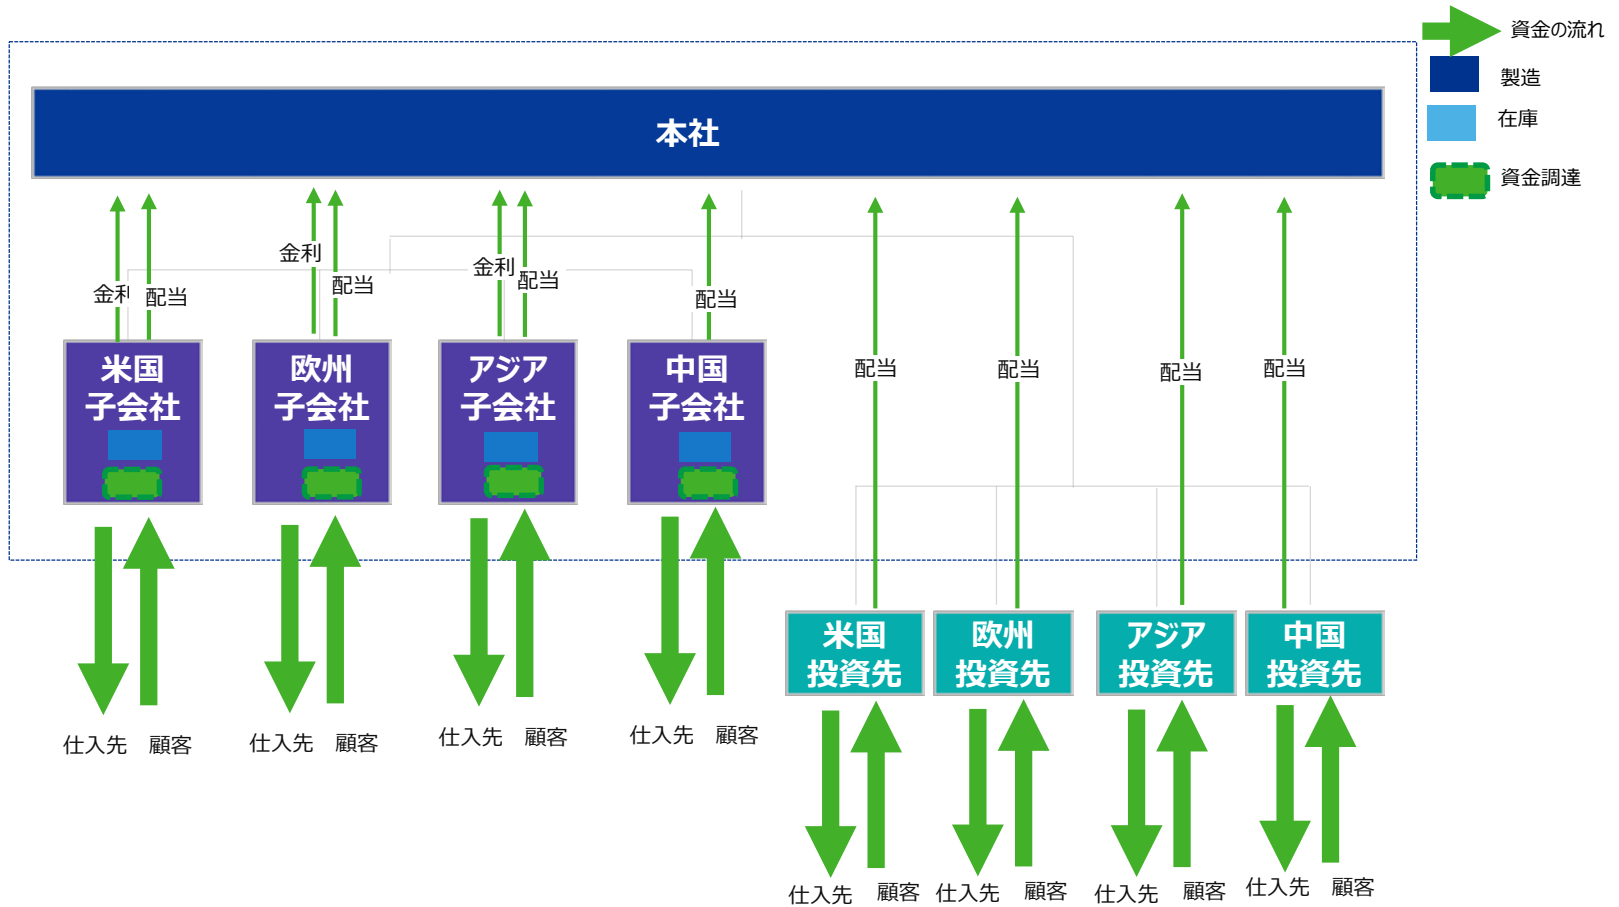 資金の流れ
製造
在庫
資金調達
本社
金利
配当
金利
配当
金利
配当
配当
配当
配当
配当
配当
米国
子会社
欧州
子会社
アジア
子会社
中国
子会社
米国
投資先
欧州
投資先
アジア
投資先
中国
投資先
仕入先 顧客
仕入先 顧客
仕入先 顧客
仕入先 顧客
仕入先 顧客
仕入先 顧客
仕入先 顧客
仕入先 顧客